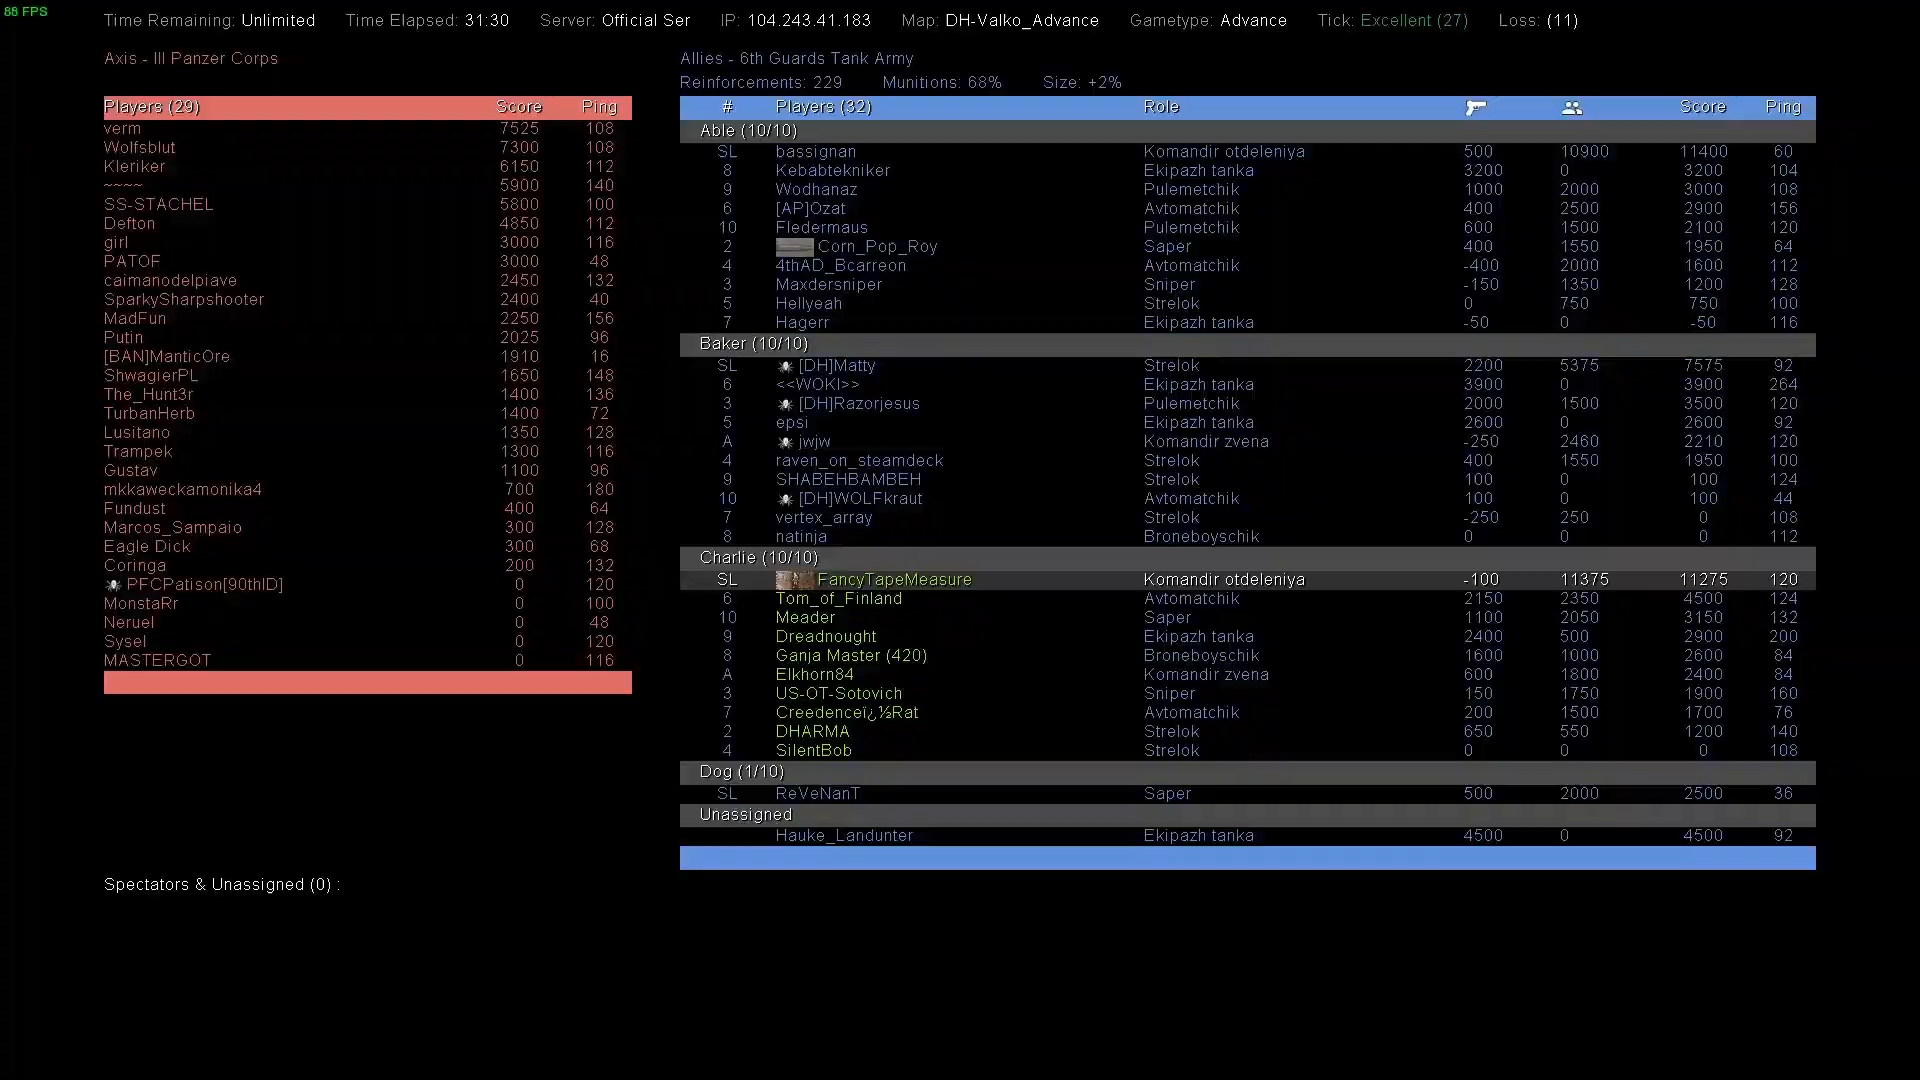 88 FPS
Time Remaining: Unlimited Time Elapsed: 31:30 Server: Official Ser IP: 104.243.41.183 Map: DH-Valko_Advance Gametype: Advance Tick: Excellent (27) Loss: (11)
Axis - III Panzer Corps
Players (29) Score Ping
verm 7525 108
Wolfsblut 7300 108
Kleriker 6150 112
~~~~ 5900 140
SS-STACHEL 5800 100
Defton 4850 112
girl 3000 116
PATOF 3000 48
caimanodelpiave 2450 132
SparkySharpshooter 2400 40
MadFun 2250 156
Putin 2025 96
[BAN]ManticOre 1910 16
ShwagierPL 1650 148
The_Hunt3r 1400 136
TurbanHerb 1400 72
Lusitano 1350 128
Trampek 1300 116
Gustav 1100 96
mkkaweckamonika4 700 180
Fundust 400 64
Marcos_Sampaio 300 128
Eagle Dick 300 68
Coringa 200 132
PFCPatison[90thID] 0 120
MonstaRr 0 100
Neruel 0 48
Sysel 0 120
MASTERGOT 0 116
Allies - 6th Guards Tank Army
Reinforcements: 229 Munitions: 68% Size: +2%
# Players (32) Role Score Ping
Able (10/10)
SL bassignan Komandir otdeleniya 500 10900 11400 60
8 Kebabtekniker Ekipazh tanka 3200 0 3200 104
9 Wodhanaz Pulemetchik 1000 2000 3000 108
6 [AP]Ozat Avtomatchik 400 2500 2900 156
10 Fledermaus Pulemetchik 600 1500 2100 120
2 Corn_Pop_Roy Saper 400 1550 1950 64
4 4thAD_Bcarreon Avtomatchik -400 2000 1600 112
3 Maxdersniper Sniper -150 1350 1200 128
5 Hellyeah Strelok 0 750 750 100
7 Hagerr Ekipazh tanka -50 0 -50 116
Baker (10/10)
SL [DH]Matty Strelok 2200 5375 7575 92
6 <<WOKI>> Ekipazh tanka 3900 0 3900 264
3 [DH]Razorjesus Pulemetchik 2000 1500 3500 120
5 epsi Ekipazh tanka 2600 0 2600 92
A jwjw Komandir zvena -250 2460 2210 120
4 raven_on_steamdeck Strelok 400 1550 1950 100
9 SHABEHBAMBEH Strelok 100 0 100 124
10 [DH]WOLFkraut Avtomatchik 100 0 100 44
7 vertex_array Strelok -250 250 0 108
8 natinja Broneboyschik 0 0 0 112
Charlie (10/10)
SL FancyTapeMeasure Komandir otdeleniya -100 11375 11275 120
6 Tom_of_Finland Avtomatchik 2150 2350 4500 124
10 Meader Saper 1100 2050 3150 132
9 Dreadnought Ekipazh tanka 2400 500 2900 200
8 Ganja Master (420) Broneboyschik 1600 1000 2600 84
A Elkhorn84 Komandir zvena 600 1800 2400 84
3 US-OT-Sotovich Sniper 150 1750 1900 160
7 Creedenceï¿½Rat Avtomatchik 200 1500 1700 76
2 DHARMA Strelok 650 550 1200 140
4 SilentBob Strelok 0 0 0 108
Dog (1/10)
SL ReVeNanT Saper 500 2000 2500 36
Unassigned
Hauke_Landunter Ekipazh tanka 4500 0 4500 92
Spectators & Unassigned (0) :